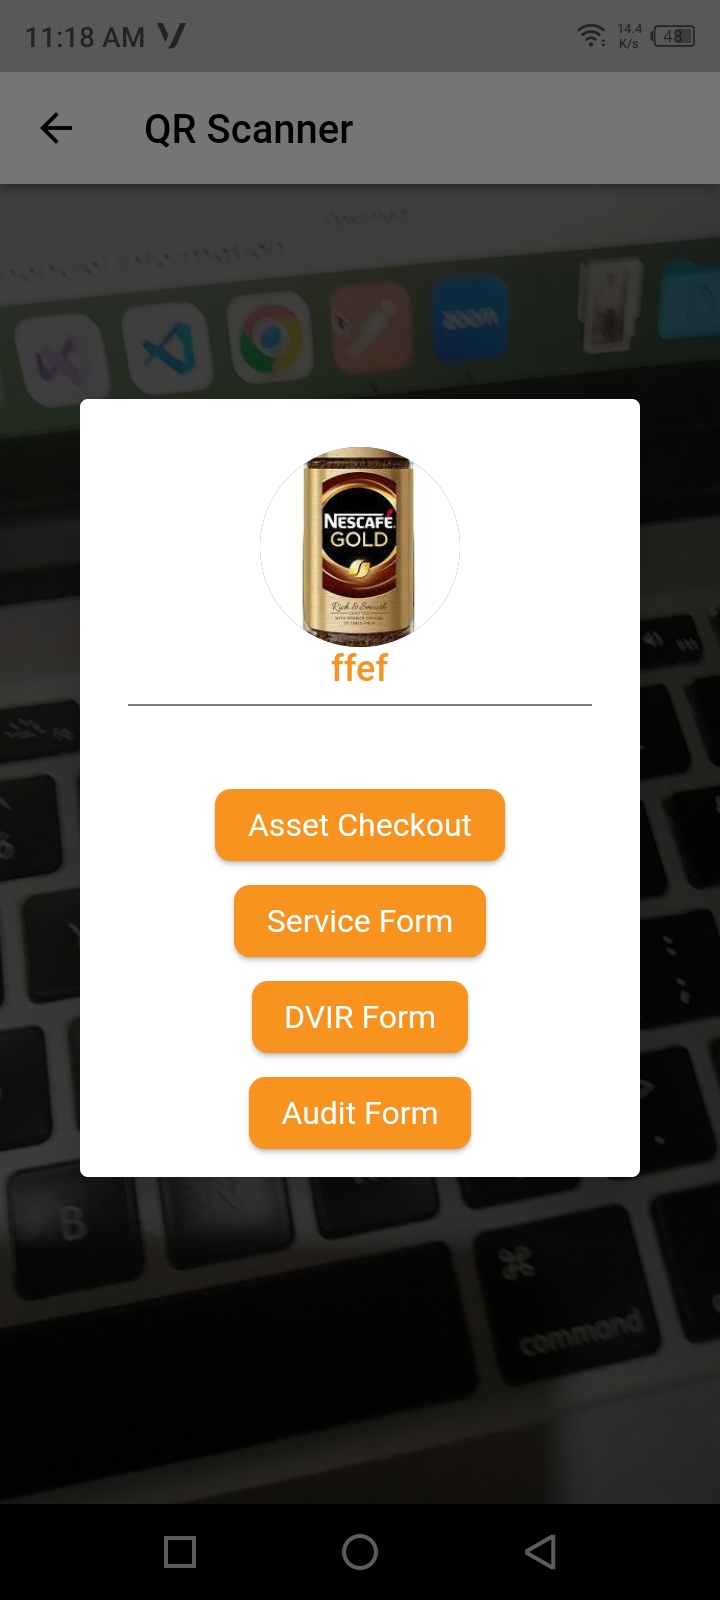 11:18 AM
14.4
K/s
48
QR Scanner
zoom
NESCAFÉ
GOLD
Rich & Smooth
ffef
Asset Checkout
Service Form
DVIR Form
Audit Form
B
⌘
command